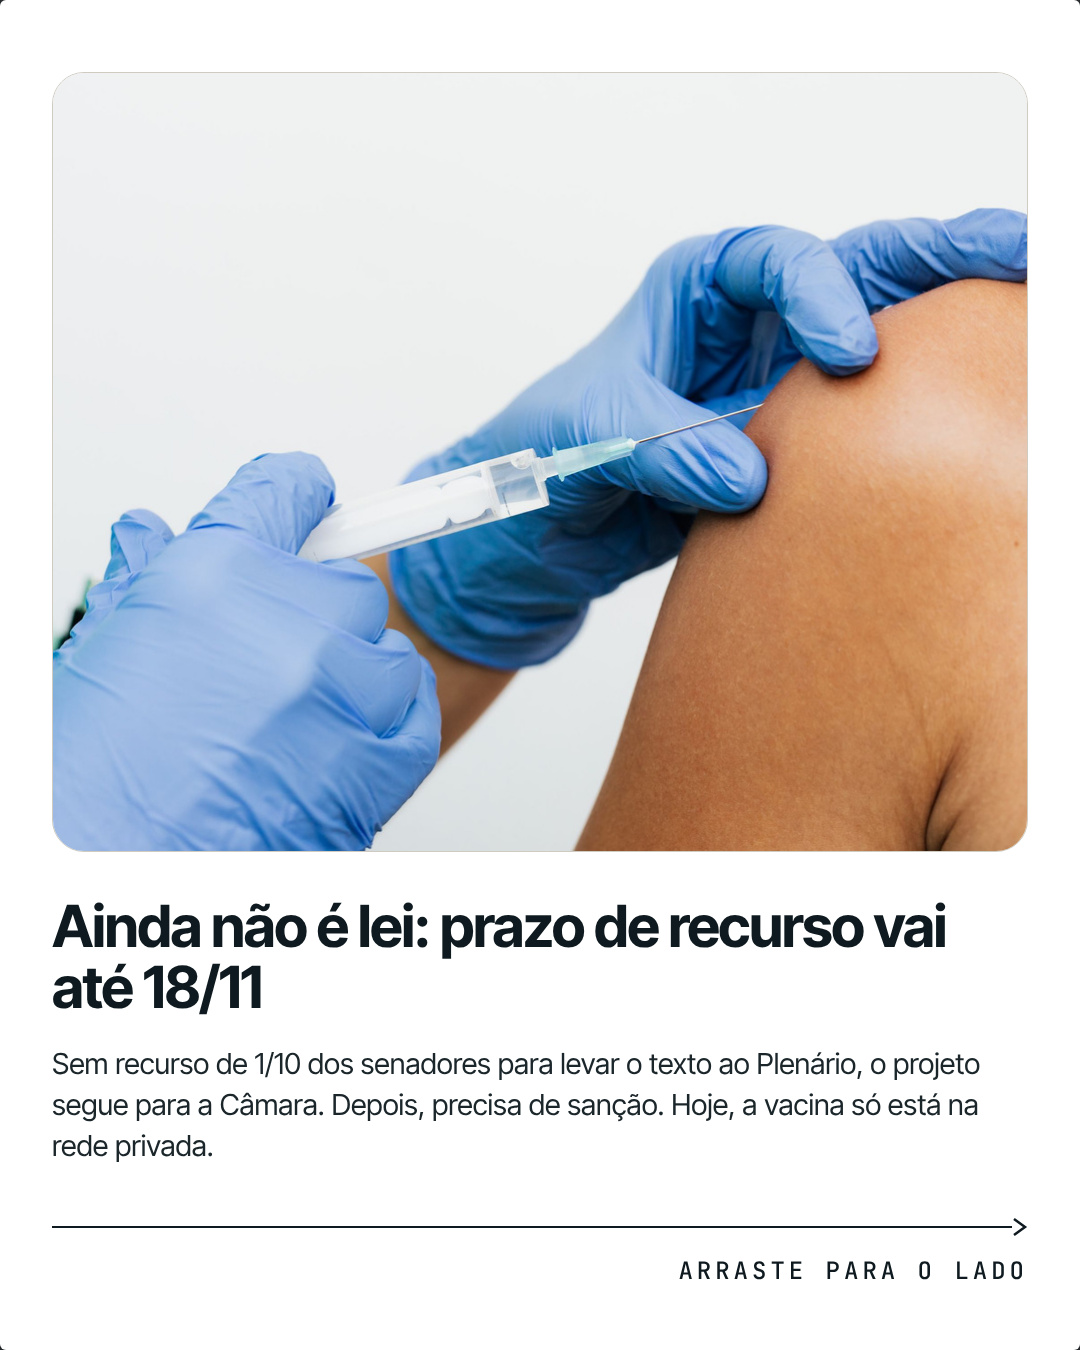 Ainda não é lei: prazo de recurso vai
até 18/11
Sem recurso de 1/10 dos senadores para levar o texto ao Plenário, o projeto
segue para a Câmara. Depois, precisa de sanção. Hoje, a vacina só está na
rede privada.
ARRASTE PARA O LADO